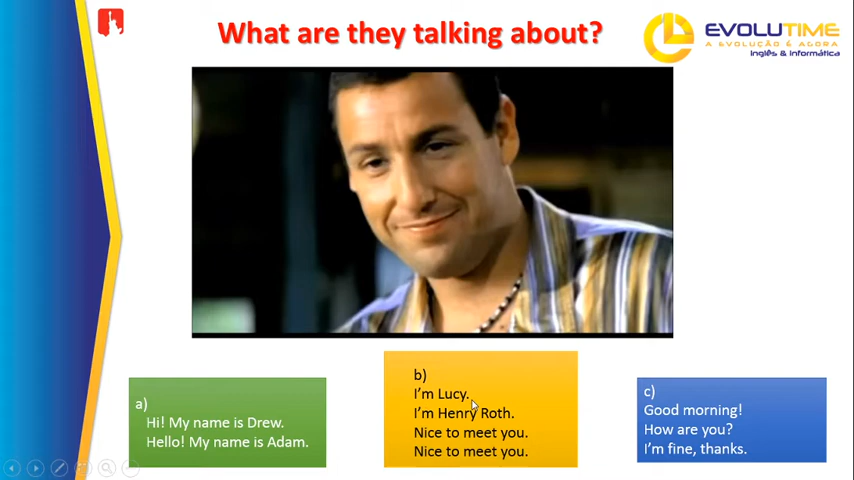 What are they talking about?
EVOLUTIME
A EVOLUÇÃO É AGORA
Inglês & Informática
a)
Hi! My name is Drew.
Hello! My name is Adam.
b)
I'm Lucy.
I'm Henry Roth.
Nice to meet you.
Nice to meet you.
c)
Good morning!
How are you?
I'm fine, thanks.